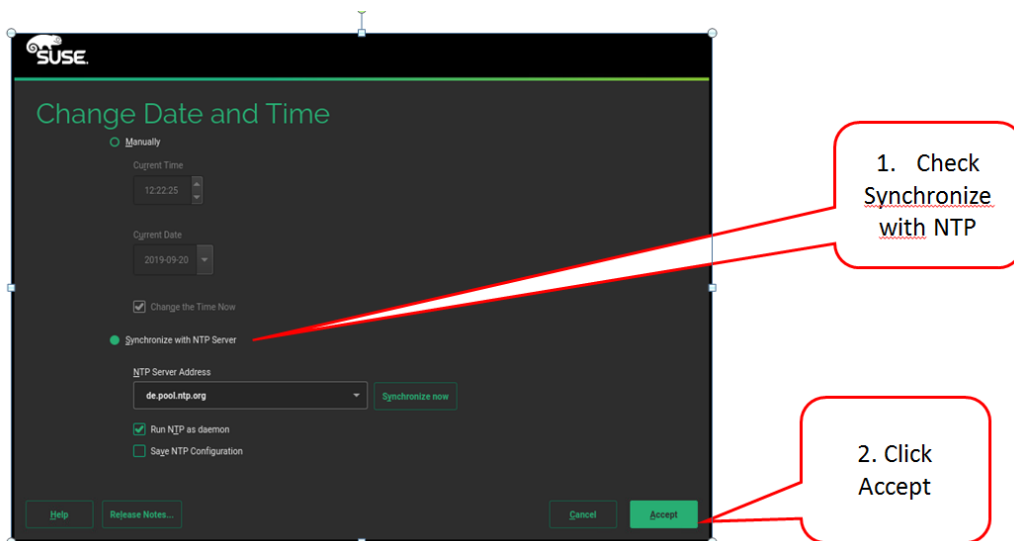 SUSE.
Change Date and Time
Manually
Current Time
12:22:25
Current Date
2019-09-20
Change the Time Now
Synchronize with NTP Server
NTP Server Address
de.pool.ntp.org
Synchronize now
Run NTP as daemon
Save NTP Configuration
Help
Release Notes...
Cancel
Accept
1. Check
Synchronize
with NTP
2. Click
Accept